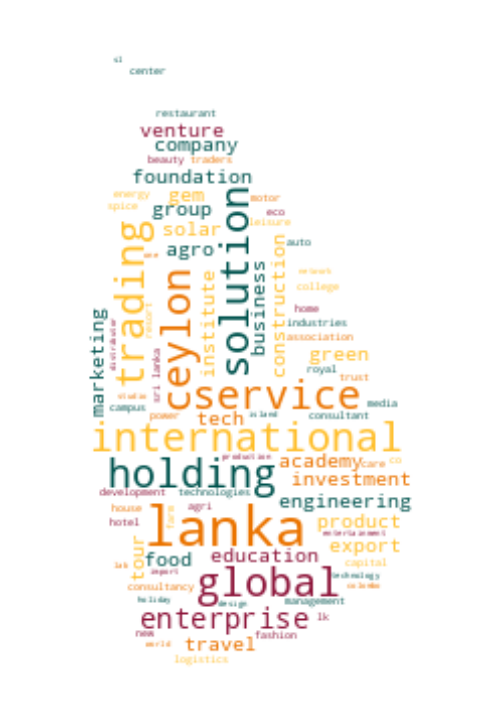 sl
center
restaurant
venture
company
beauty traders
foundation
energy gem solution motor
spice group eco
solar leisure
trading agro auto
one
ceylon institute business construction
network
college
resort
home
marketing distributor industries
sri lanka association
green
royal
trust
service
studio media
campus power tech island consultant
international
production
holding academy care co
investment
development technologies
engineering
house farm agri lanka product
hotel entertainment
tour export
food education
lab capital
import technology
global
consultancy colombo
holiday design management
enterprise lk
new fashion
world travel
logistics